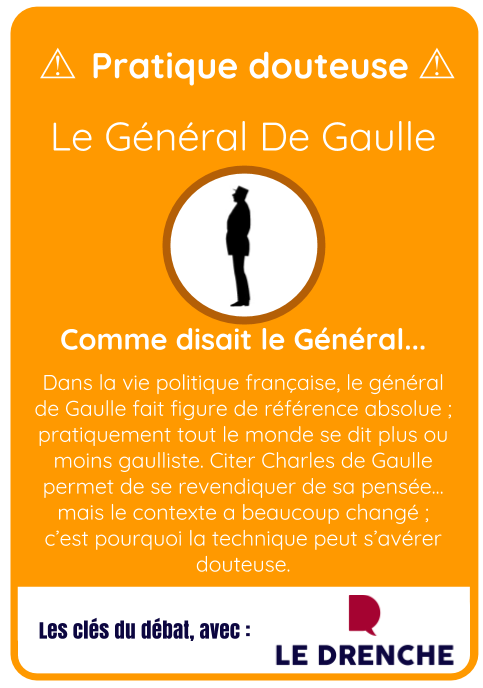 ⚠ Pratique douteuse ⚠
Le Général De Gaulle
Comme disait le Général...
Dans la vie politique française, le général
de Gaulle fait figure de référence absolue ;
pratiquement tout le monde se dit plus ou
moins gaulliste. Citer Charles de Gaulle
permet de se revendiquer de sa pensée...
mais le contexte a beaucoup changé ;
c'est pourquoi la technique peut s'avérer
douteuse.
Les clés du débat, avec :
LE DRENCHE